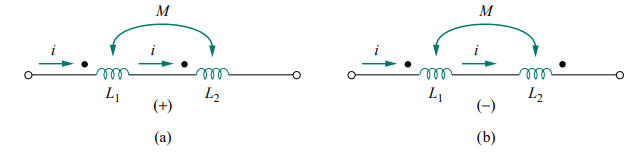 M M
i i i i
L1 L2 L1 L2
(+) (−)
(a) (b)